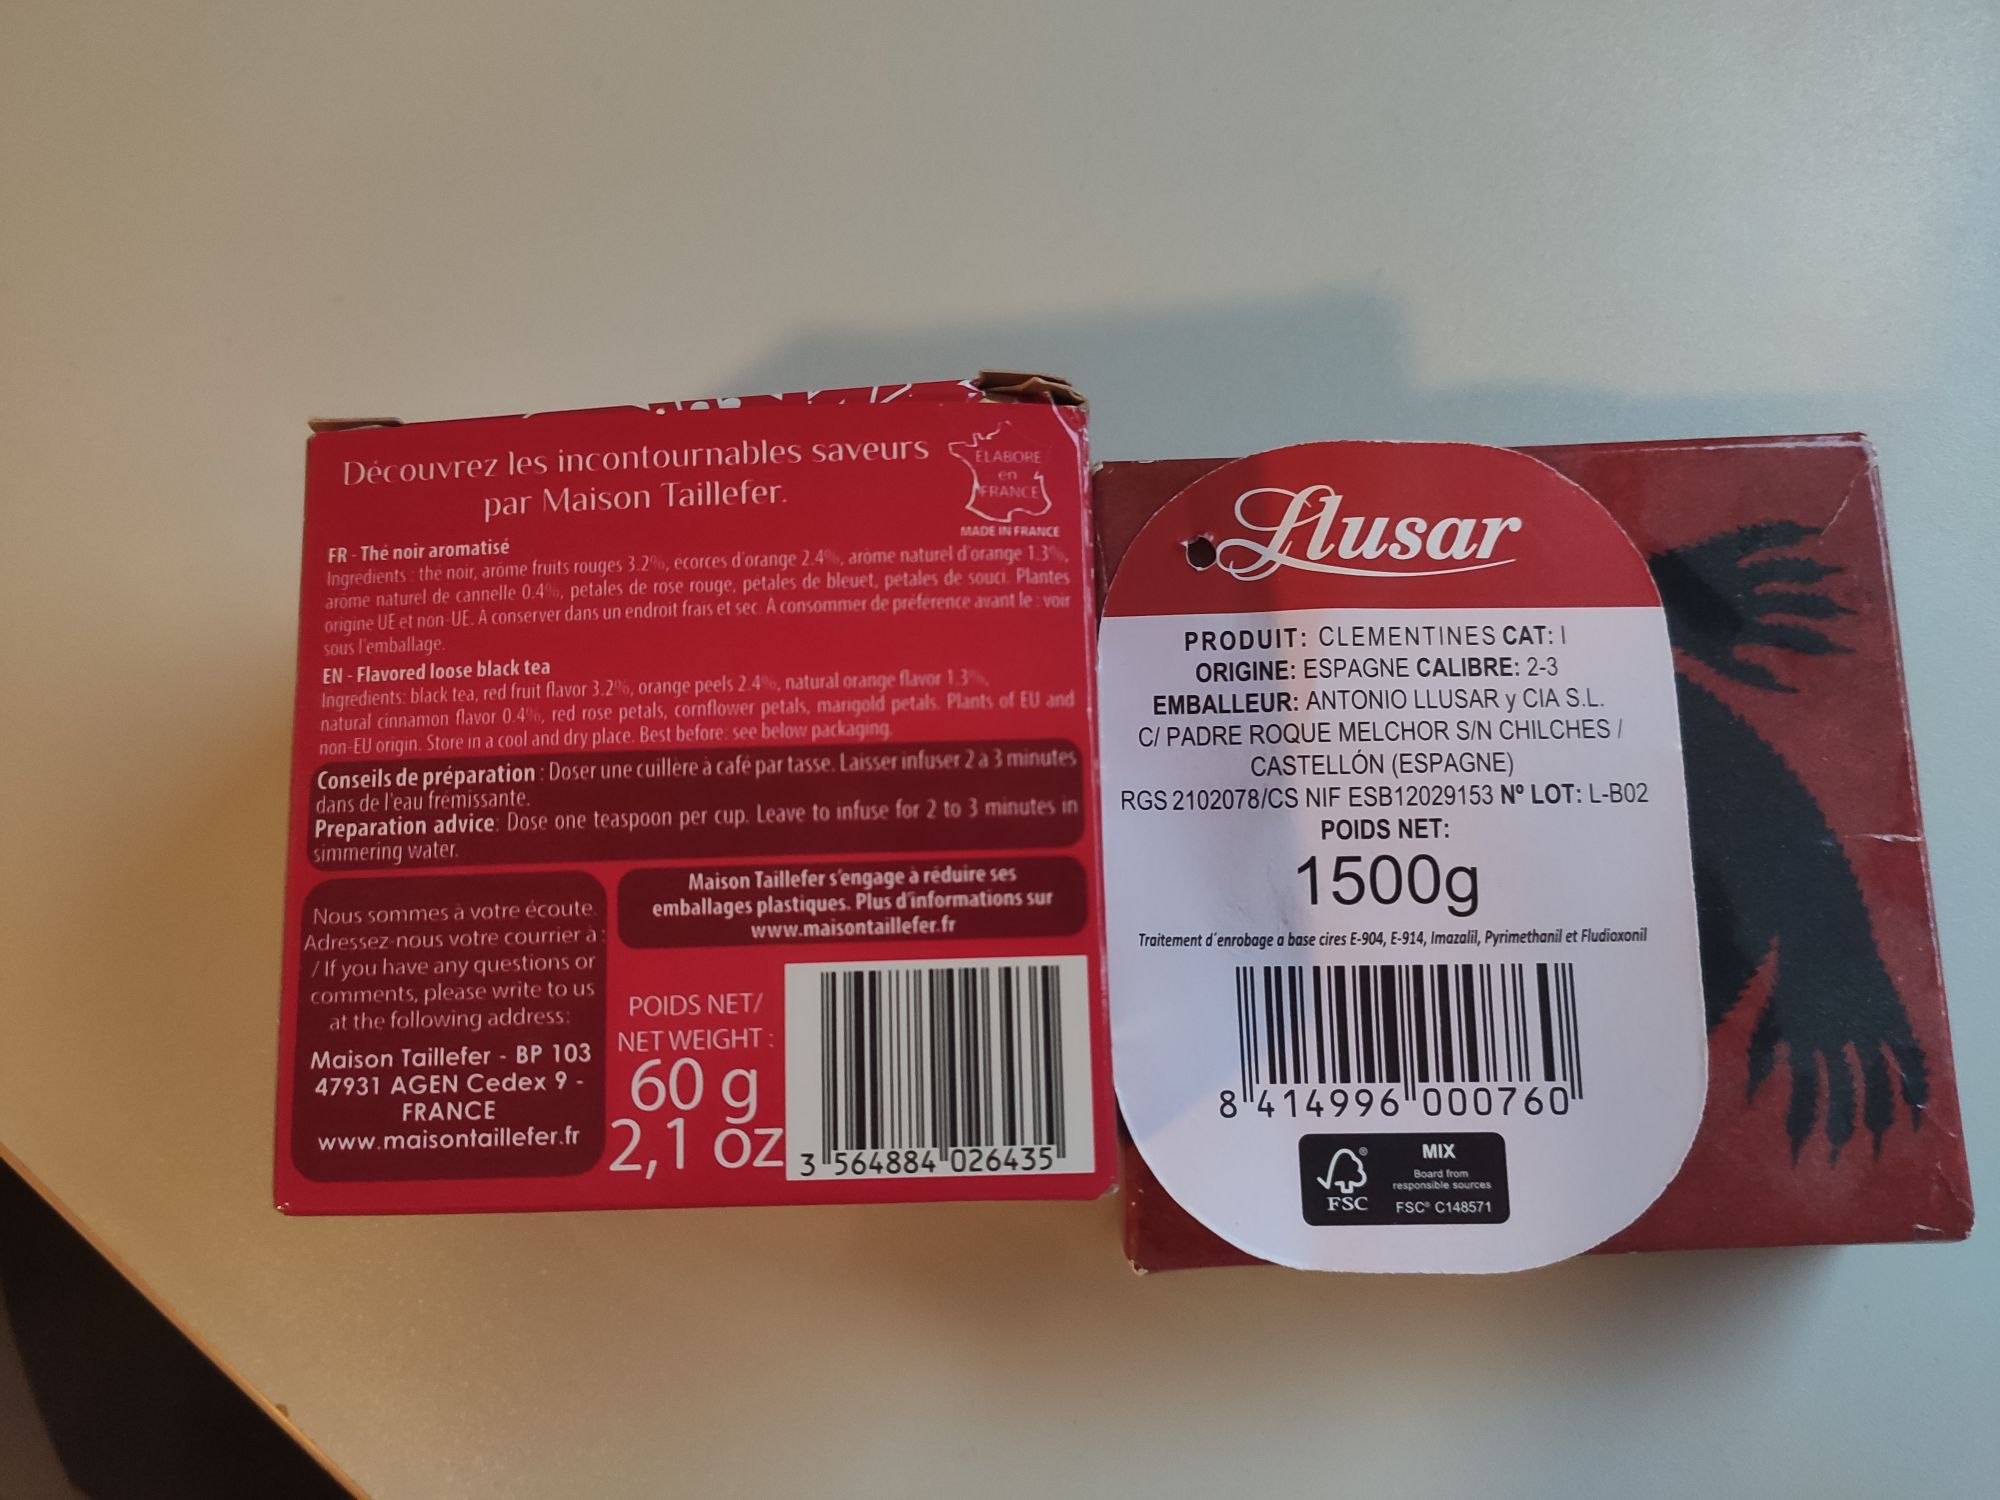 Découvrez les incontournables saveurs
par Maison Taillefer.
ELABORE
en
FRANCE
MADE IN FRANCE
FR - Thé noir aromatisé
Ingrédients : thé noir, arôme fruits rouges 3.2%, écorces d'orange 2.4%, arôme naturel d'orange 1.3%,
arôme naturel de cannelle 0.4%, pétales de rose rouge, pétales de bleuet, pétales de souci. Plantes
origine UE et non-UE. À conserver dans un endroit frais et sec. À consommer de préférence avant le : voir
sous l'emballage.
EN - Flavored loose black tea
Ingredients: black tea, red fruit flavor 3.2%, orange peels 2.4%, natural orange flavor 1.3%,
natural cinnamon flavor 0.4%, red rose petals, cornflower petals, marigold petals. Plants of EU and
non-EU origin. Store in a cool and dry place. Best before: see below packaging.
Conseils de préparation : Doser une cuillère à café par tasse. Laisser infuser 2 à 3 minutes
dans de l'eau frémissante.
Preparation advice: Dose one teaspoon per cup. Leave to infuse for 2 to 3 minutes in
simmering water.
Nous sommes à votre écoute.
Adressez-nous votre courrier à :
/ If you have any questions or
comments, please write to us
at the following address:
Maison Taillefer - BP 103
47931 AGEN Cedex 9 -
FRANCE
www.maisontaillefer.fr
Maison Taillefer s'engage à réduire ses
emballages plastiques. Plus d'informations sur
www.maisontaillefer.fr
POIDS NET/
NET WEIGHT :
60 g
2,1 oz
3 564884 026435
Llusar
PRODUIT: CLEMENTINES CAT: I
ORIGINE: ESPAGNE CALIBRE: 2-3
EMBALLEUR: ANTONIO LLUSAR y CIA S.L.
C/ PADRE ROQUE MELCHOR S/N CHILCHES /
CASTELLÓN (ESPAGNE)
RGS 2102078/CS NIF ESB12029153 Nº LOT: L-B02
POIDS NET:
1500g
Traitement d´enrobage a base cires E-904, E-914, Imazalil, Pyrimethanil et Fludioxonil
8 414996 000760
FSC
MIX
Board from
responsible sources
FSC® C148571